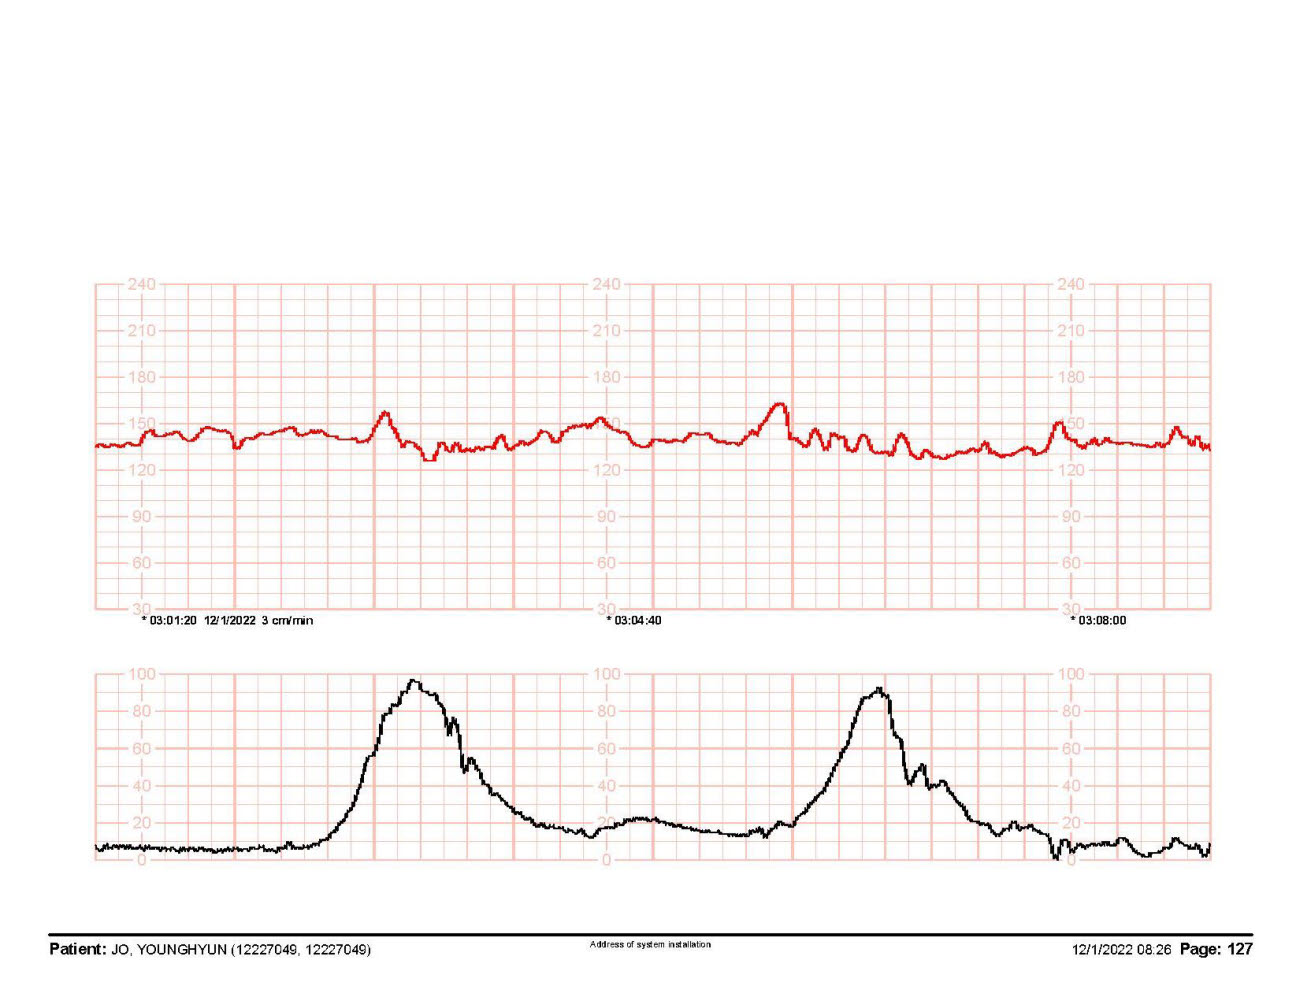 240 240 240
210 210 210
180 180 180
150 150 150
120 120 120
90 90 90
60 60 60
30 30 30
* 03:01:20 12/1/2022 3 cm/min * 03:04:40 * 03:08:00
100 100 100
80 80 80
60 60 60
40 40 40
20 20 20
0 0 0
Patient: JO, YOUNGHYUN (12227049, 12227049) Address of system installation 12/1/2022 08:26 Page: 127